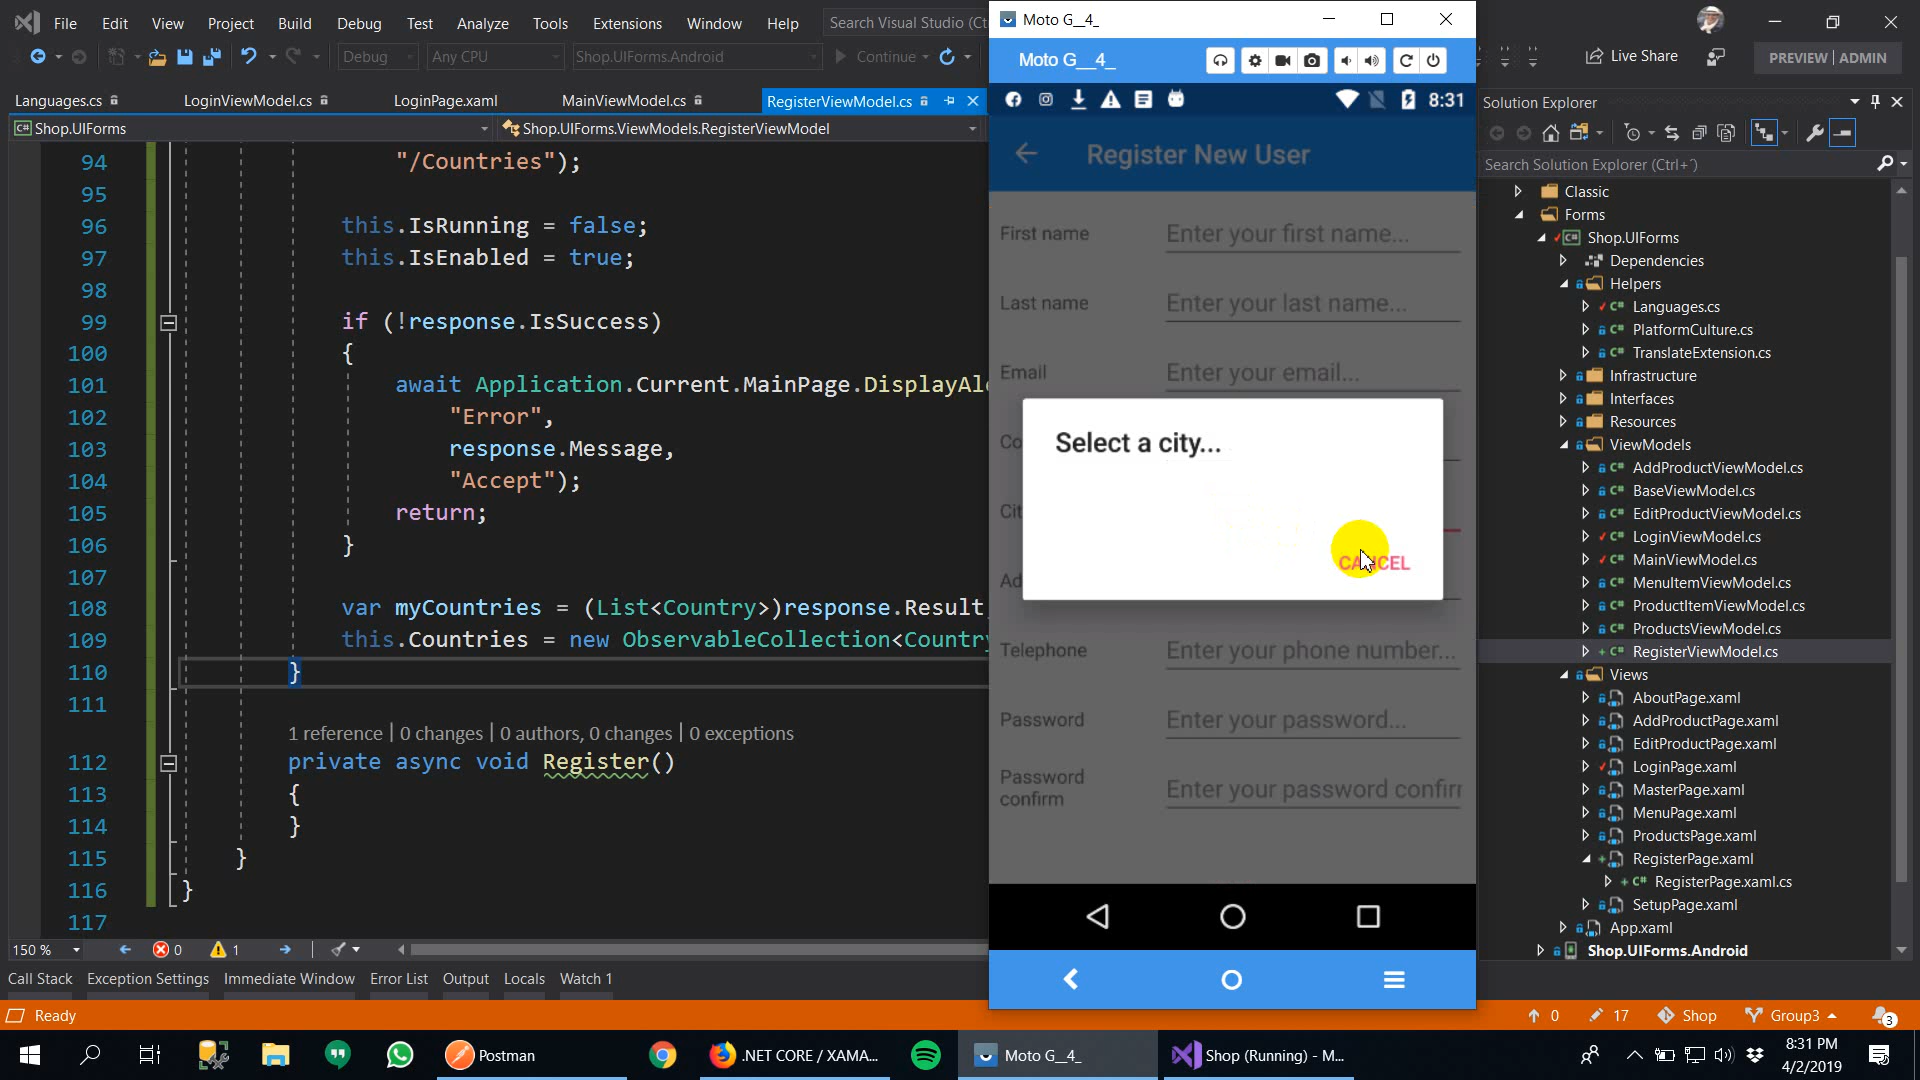 File Edit View Project Build Debug Test Analyze Tools Extensions Window Help
Search Visual Studio (Ct
Debug Any CPU Shop.UIForms.Android Continue
Live Share
PREVIEW | ADMIN
Languages.cs LoginViewModel.cs LoginPage.xaml MainViewModel.cs RegisterViewModel.cs
Shop.UIForms
Shop.UIForms.ViewModels.RegisterViewModel
94 "/Countries");
95
96 this.IsRunning = false;
97 this.IsEnabled = true;
98
99 if (!response.IsSuccess)
100 {
101 await Application.Current.MainPage.DisplayAl
102 "Error",
103 response.Message,
104 "Accept");
105 return;
106 }
107
108 var myCountries = (List<Country>)response.Result
109 this.Countries = new ObservableCollection<Country
110 }
111
1 reference | 0 changes | 0 authors, 0 changes | 0 exceptions
112 private async void Register()
113 {
114 }
115 }
116 }
117
150 % 0 1
Call Stack Exception Settings Immediate Window Error List Output Locals Watch 1
Ready
Moto G__4_
Moto G__4_
8:31
Register New User
First name Enter your first name...
Last name Enter your last name...
Email Enter your email...
Co
Cit
Ad
Select a city...
CANCEL
Telephone Enter your phone number...
Password Enter your password...
Password
confirm
Enter your password confir
Solution Explorer
Search Solution Explorer (Ctrl+´)
Classic
Forms
Shop.UIForms
Dependencies
Helpers
Languages.cs
PlatformCulture.cs
TranslateExtension.cs
Infrastructure
Interfaces
Resources
ViewModels
AddProductViewModel.cs
BaseViewModel.cs
EditProductViewModel.cs
LoginViewModel.cs
MainViewModel.cs
MenuItemViewModel.cs
ProductItemViewModel.cs
ProductsViewModel.cs
RegisterViewModel.cs
Views
AboutPage.xaml
AddProductPage.xaml
EditProductPage.xaml
LoginPage.xaml
MasterPage.xaml
MenuPage.xaml
ProductsPage.xaml
RegisterPage.xaml
RegisterPage.xaml.cs
SetupPage.xaml
App.xaml
Shop.UIForms.Android
0 17 Shop Group3 3
Postman
.NET CORE / XAMA...
Moto G__4_
Shop (Running) - M...
8:31 PM
4/2/2019